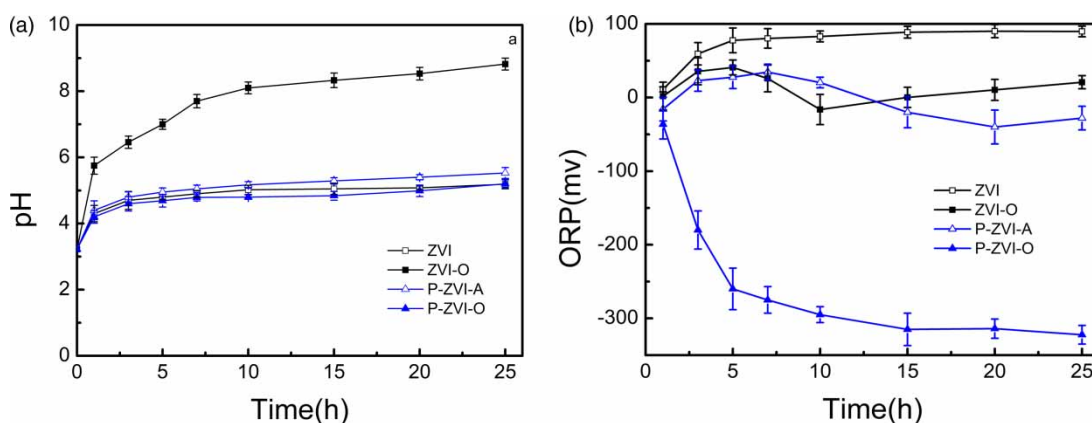 (a)
a
10
8
6
4
2
0
pH
ZVI
ZVI-O
P-ZVI-A
P-ZVI-O
0 5 10 15 20 25
Time(h)
(b)
100
0
-100
-200
-300
ORP(mv)
ZVI
ZVI-O
P-ZVI-A
P-ZVI-O
0 5 10 15 20 25
Time(h)